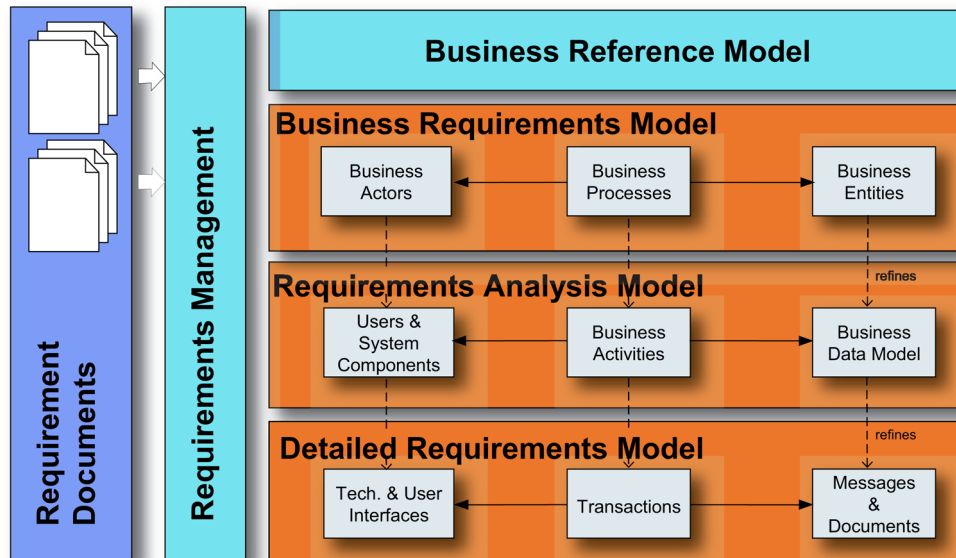 Requirement
Documents
Requirements Management
Business Reference Model
Business Requirements Model
Business
Actors
Business
Processes
Business
Entities
refines
Requirements Analysis Model
Users &
System
Components
Business
Activities
Business
Data Model
refines
Detailed Requirements Model
Tech. & User
Interfaces
Transactions
Messages
&
Documents